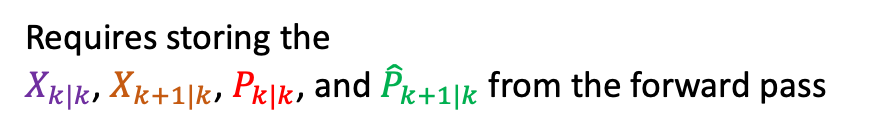 Requires storing the
X_{k|k}, X_{k+1|k}, P_{k|k}, and P̂_{k+1|k} from the forward pass